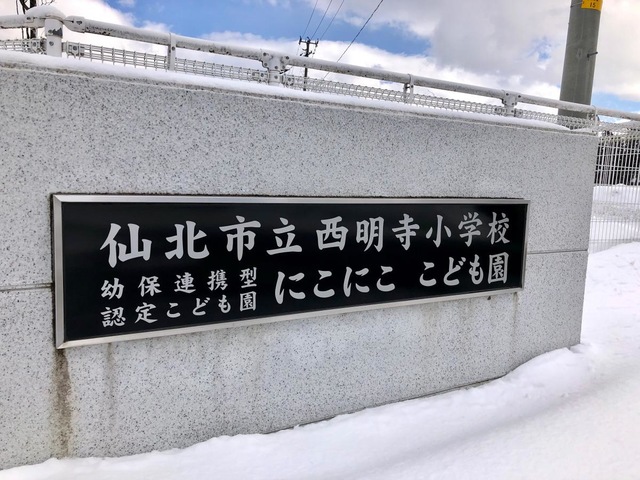 仙北市立西明寺小学校
幼保連携型
認定こども園
にこにこ こども園